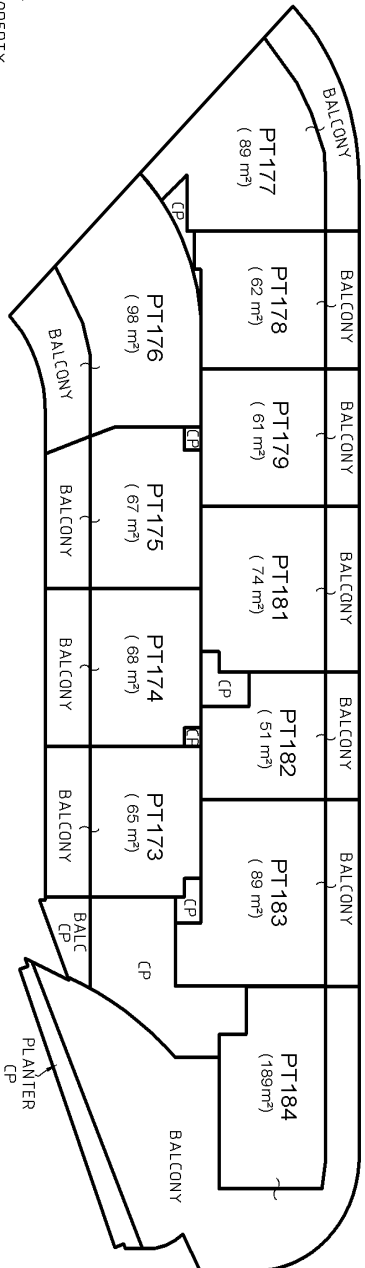 BALCONY
PT177
( 89 m²)
CP
BALCONY
PT178
( 62 m²)
BALCONY
PT179
( 61 m²)
BALCONY
PT181
( 74 m²)
CP
BALCONY
PT182
( 51 m²)
BALCONY
PT183
( 89 m²)
PT184
(189m²)
BALCONY
PT176
( 98 m²)
BALCONY
CP
PT175
( 67 m²)
BALCONY
PT174
( 68 m²)
BALCONY
CP
PT173
( 65 m²)
BALCONY
CP
CP
BALC
CP
PLANTER
CP